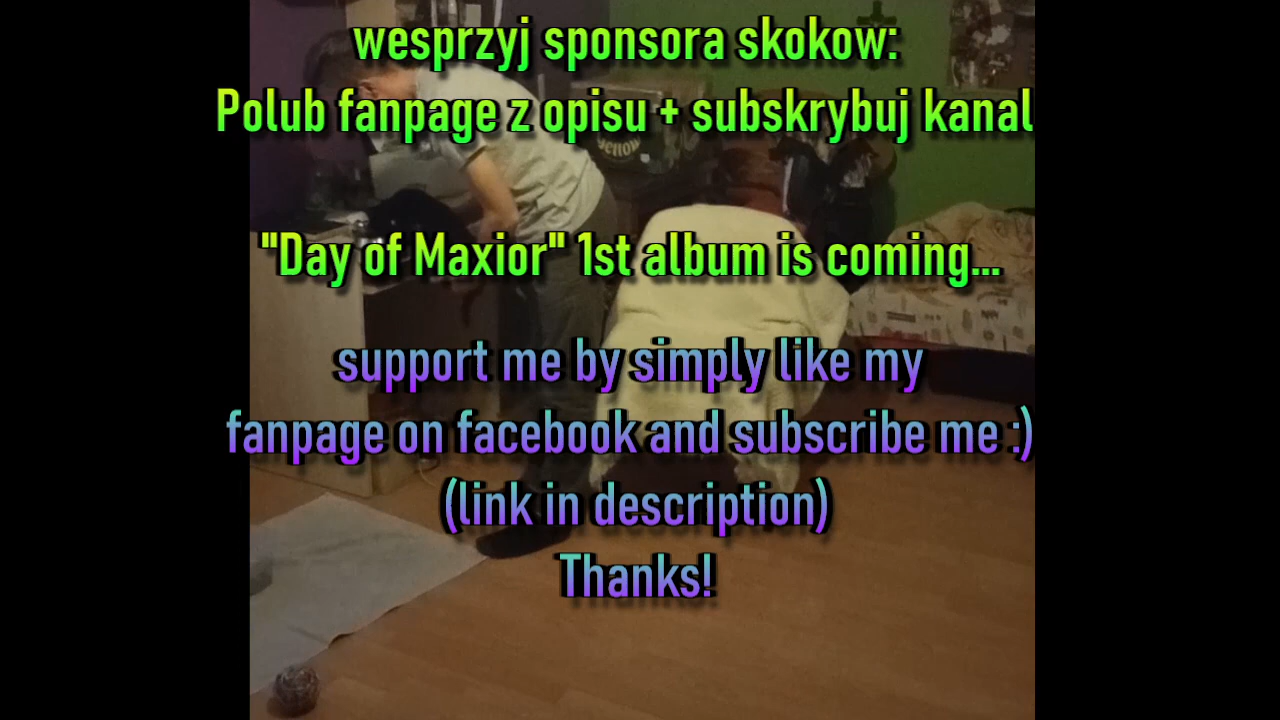 wesprzyj sponsora skokow:
Polub fanpage z opisu + subskrybuj kanal
"Day of Maxior" 1st album is coming...
support me by simply like my
fanpage on facebook and subscribe me :)
(link in description)
Thanks!